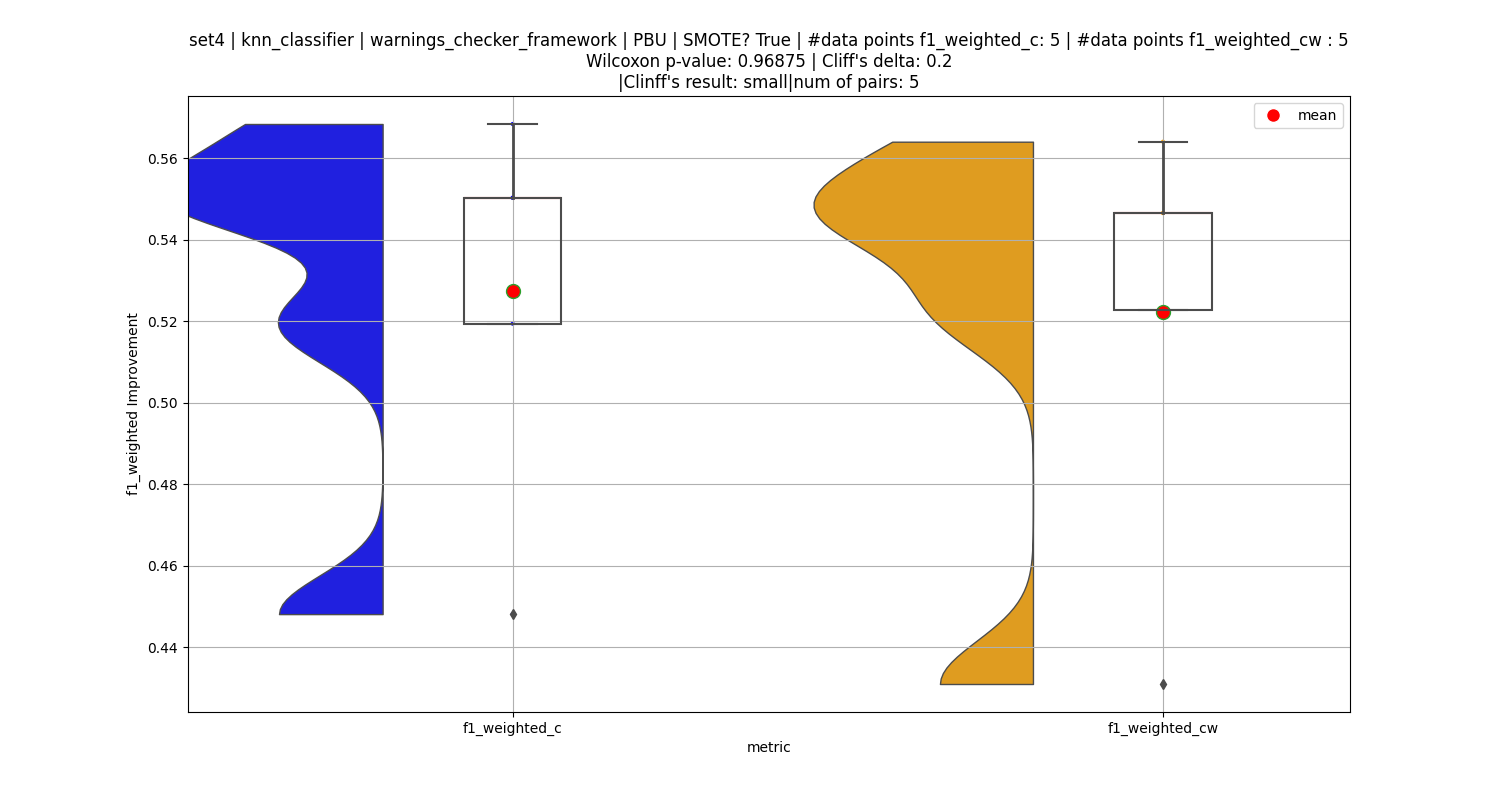 set4 | knn_classifier | warnings_checker_framework | PBU | SMOTE? True | #data points f1_weighted_c: 5 | #data points f1_weighted_cw : 5
Wilcoxon p-value: 0.96875 | Cliff's delta: 0.2
|Clinff's result: small|num of pairs: 5
mean
0.56
0.54
0.52
0.50
0.48
0.46
0.44
f1_weighted Improvement
f1_weighted_c
f1_weighted_cw
metric